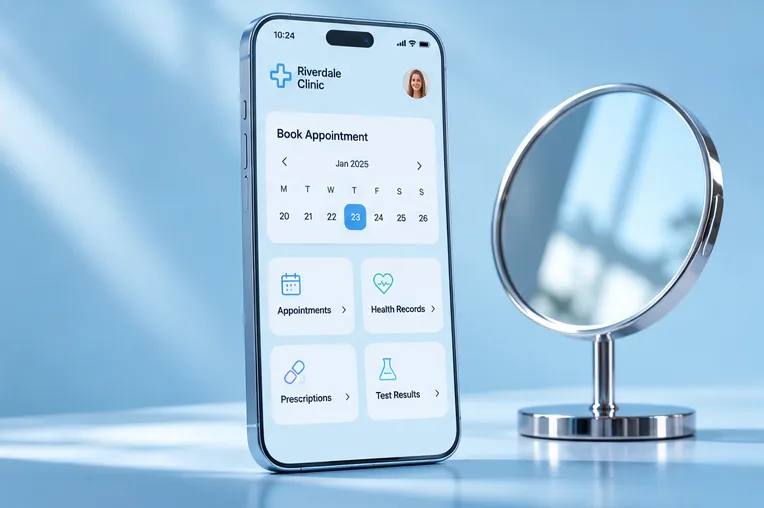 10:24
Riverdale
Clinic
Book Appointment
Jan 2025
M T W T F S S
20 21 22 23 24 25 26
Appointments
Health Records
Prescriptions
Test Results